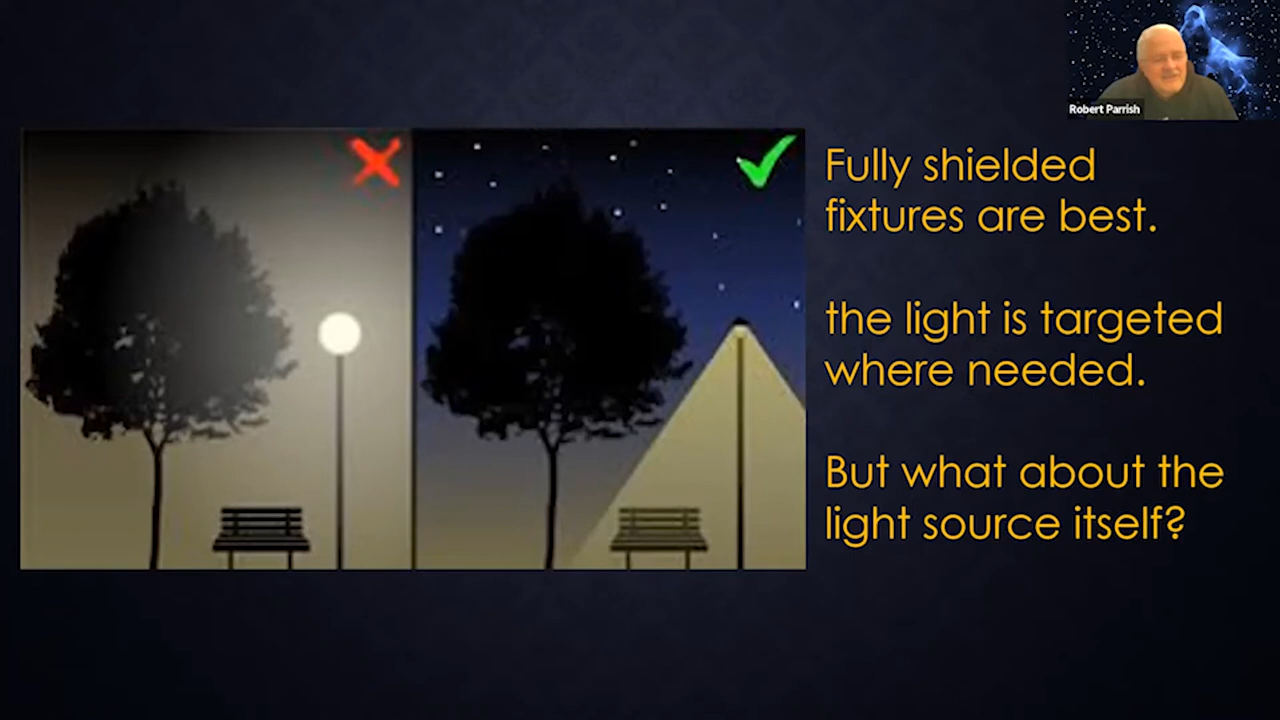 Robert Parrish
Fully shielded
fixtures are best.
the light is targeted
where needed.
But what about the
light source itself?